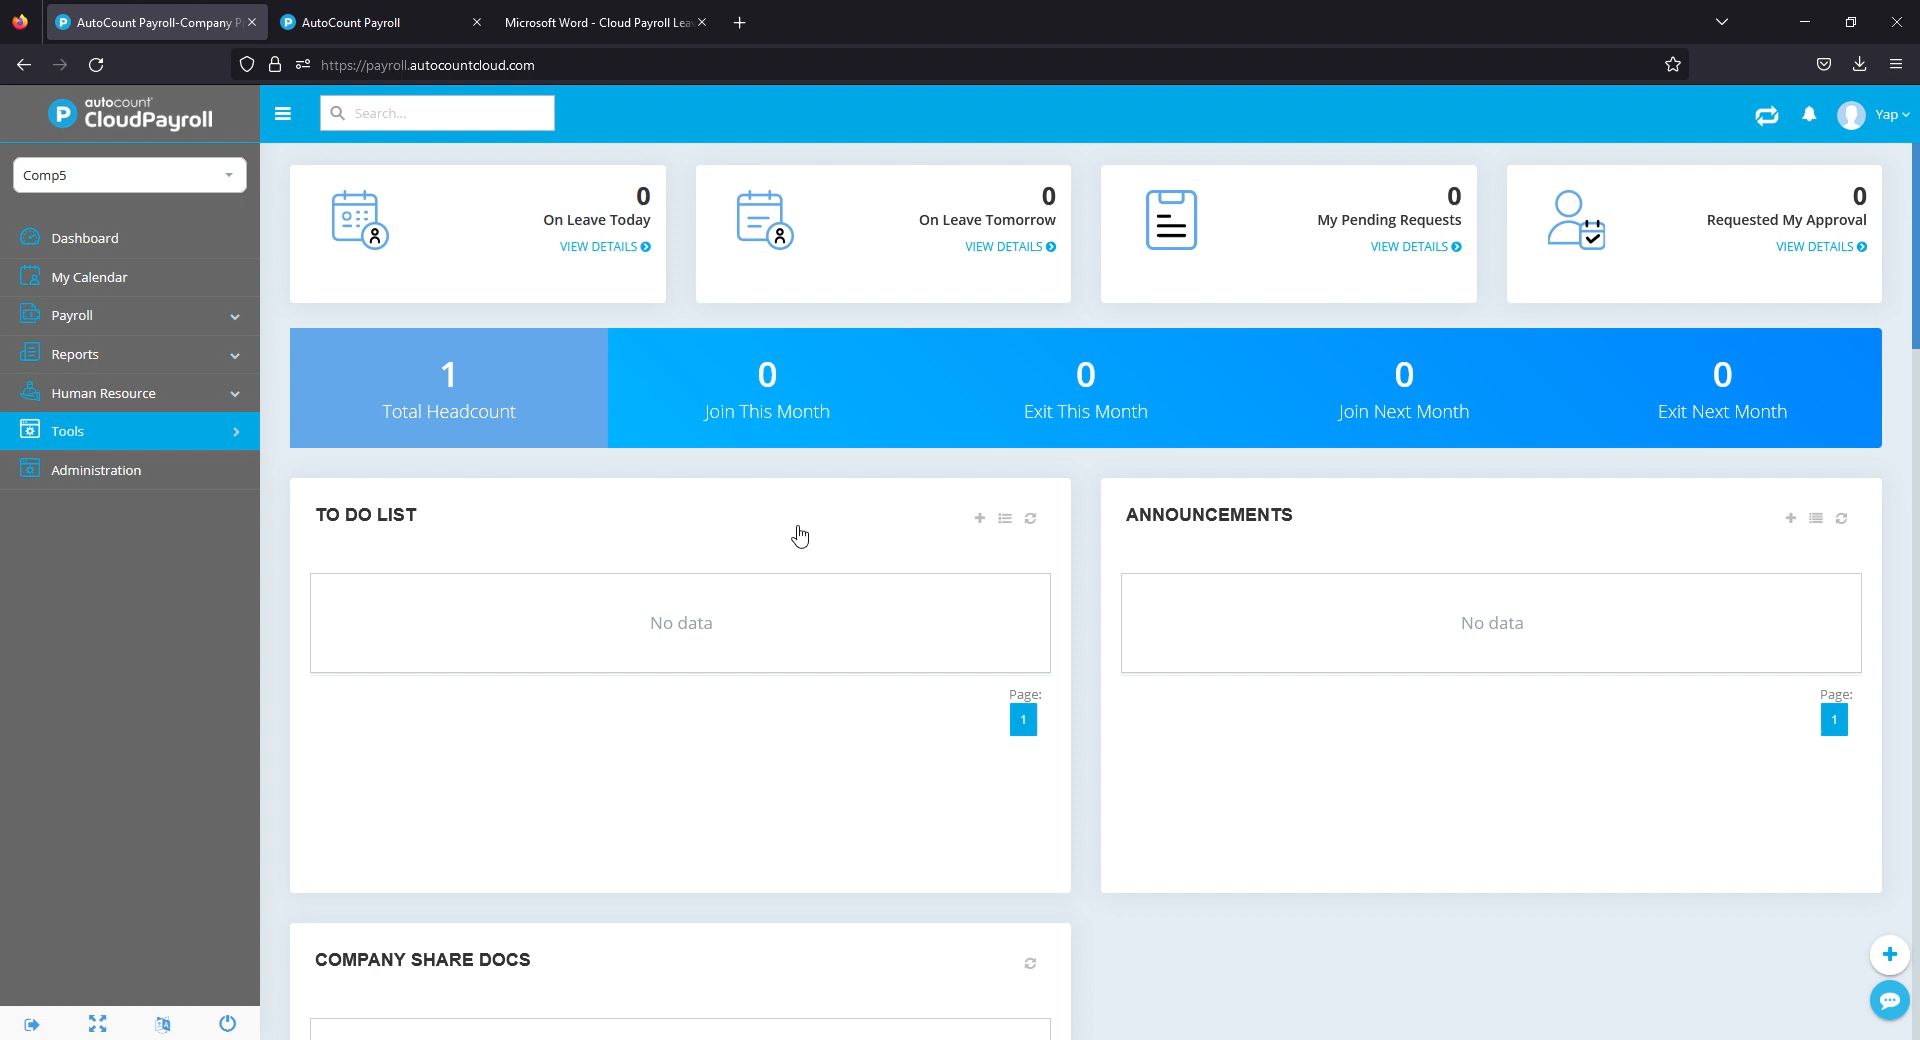 AutoCount Payroll-Company P
AutoCount Payroll
Microsoft Word - Cloud Payroll Lea
https://payroll.autocountcloud.com
autocount
CloudPayroll
Search...
Yap
Comp5
Dashboard
My Calendar
Payroll
Reports
Human Resource
Tools
Administration
0
On Leave Today
VIEW DETAILS
0
On Leave Tomorrow
VIEW DETAILS
0
My Pending Requests
VIEW DETAILS
0
Requested My Approval
VIEW DETAILS
1
Total Headcount
0
Join This Month
0
Exit This Month
0
Join Next Month
0
Exit Next Month
TO DO LIST
No data
Page:
1
ANNOUNCEMENTS
No data
Page:
1
COMPANY SHARE DOCS